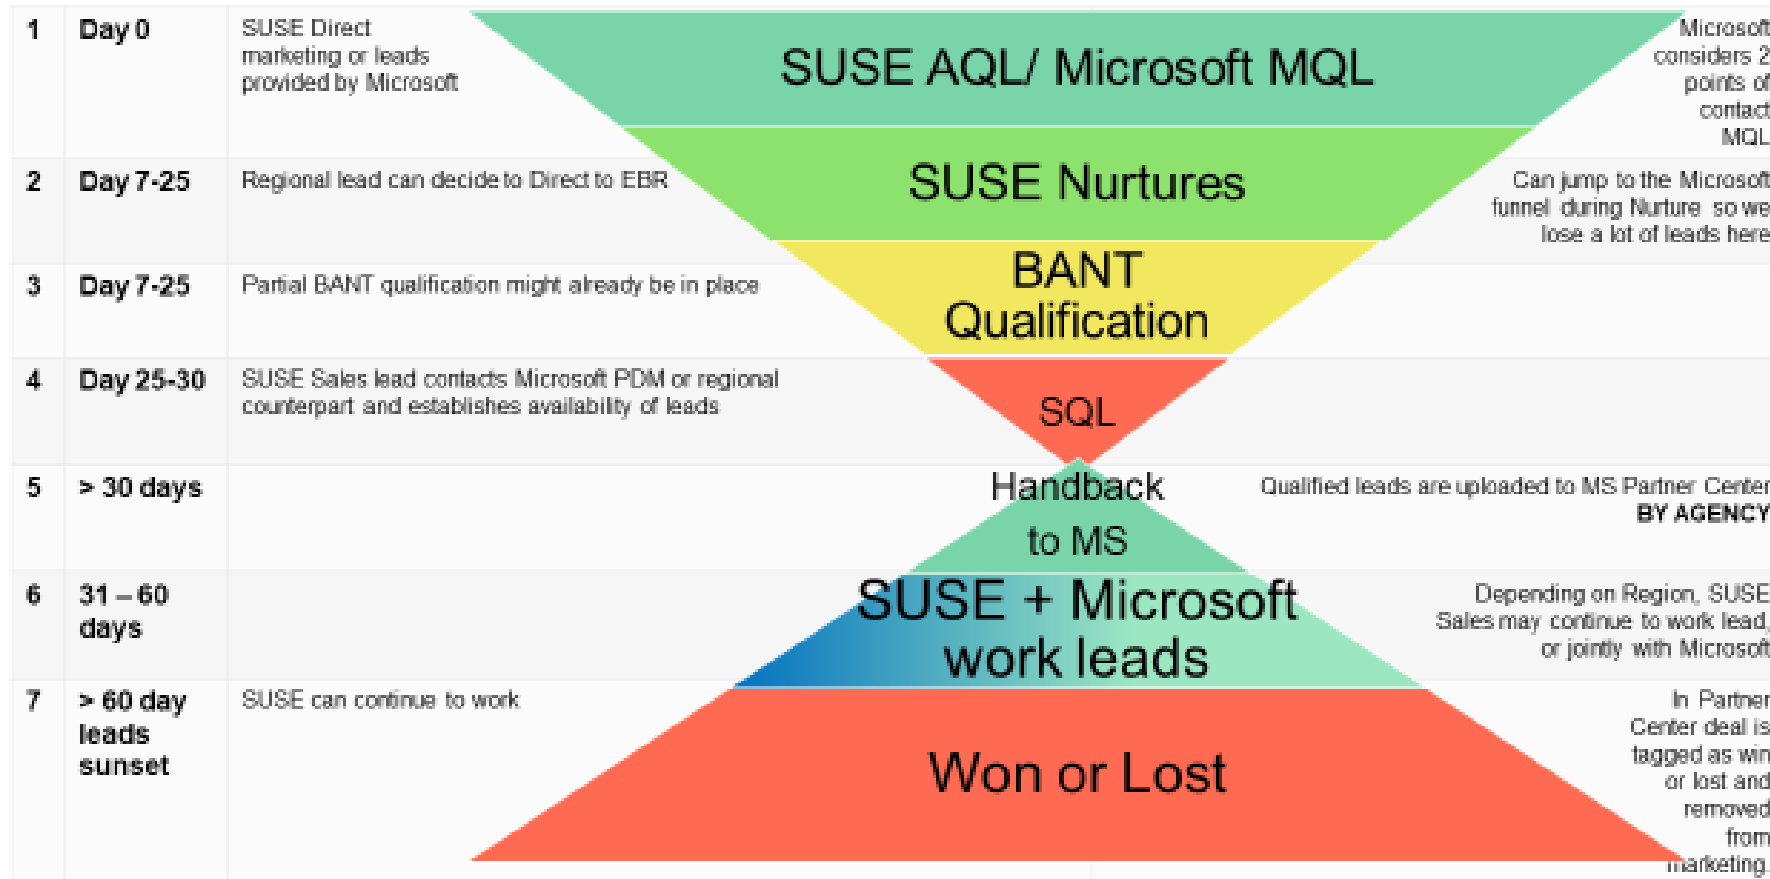 1
Day 0
SUSE Direct
marketing or leads
provided by Microsoft
SUSE AQL/ Microsoft MQL
Microsoft
considers 2
points of
contact
MQL
2
Day 7-25
Regional lead can decide to Direct to EBR
SUSE Nurtures
Can jump to the Microsoft
funnel during Nurture so we
lose a lot of leads here
3
Day 7-25
Partial BANT qualification might already be in place
BANT
Qualification
4
Day 25-30
SUSE Sales lead contacts Microsoft PDM or regional
counterpart and establishes availability of leads
SQL
5
> 30 days
Handback
to MS
Qualified leads are uploaded to MS Partner Center
BY AGENCY
6
31 – 60
days
SUSE + Microsoft
work leads
Depending on Region, SUSE
Sales may continue to work lead,
or jointly with Microsoft
7
> 60 day
leads
sunset
SUSE can continue to work
Won or Lost
In Partner
Center deal is
tagged as win
or lost and
removed
from
marketing.